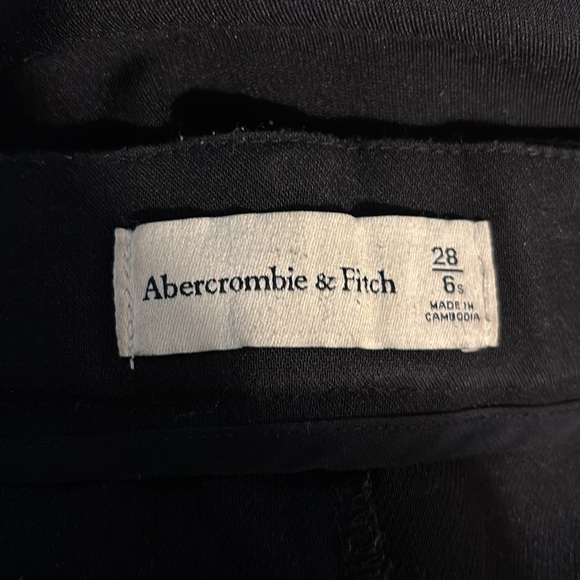 Abercrombie & Fitch
28
6s
MADE IN
CAMBODIA